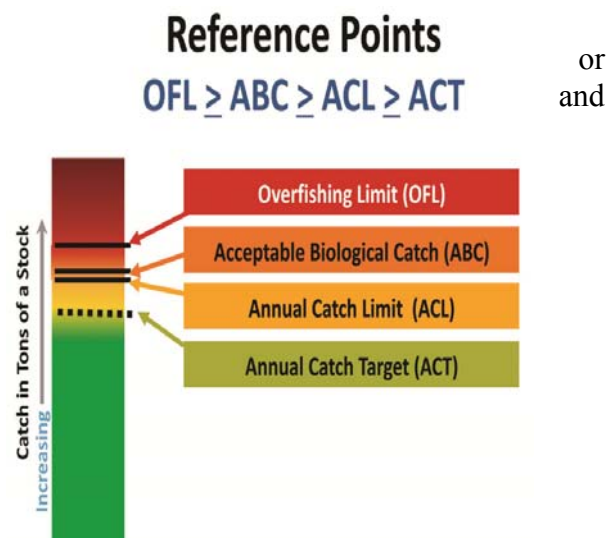 Reference Points
OFL ≥ ABC ≥ ACL ≥ ACT
or
and
Overfishing Limit (OFL)
Acceptable Biological Catch (ABC)
Annual Catch Limit (ACL)
Annual Catch Target (ACT)
Catch in Tons of a Stock
Increasing